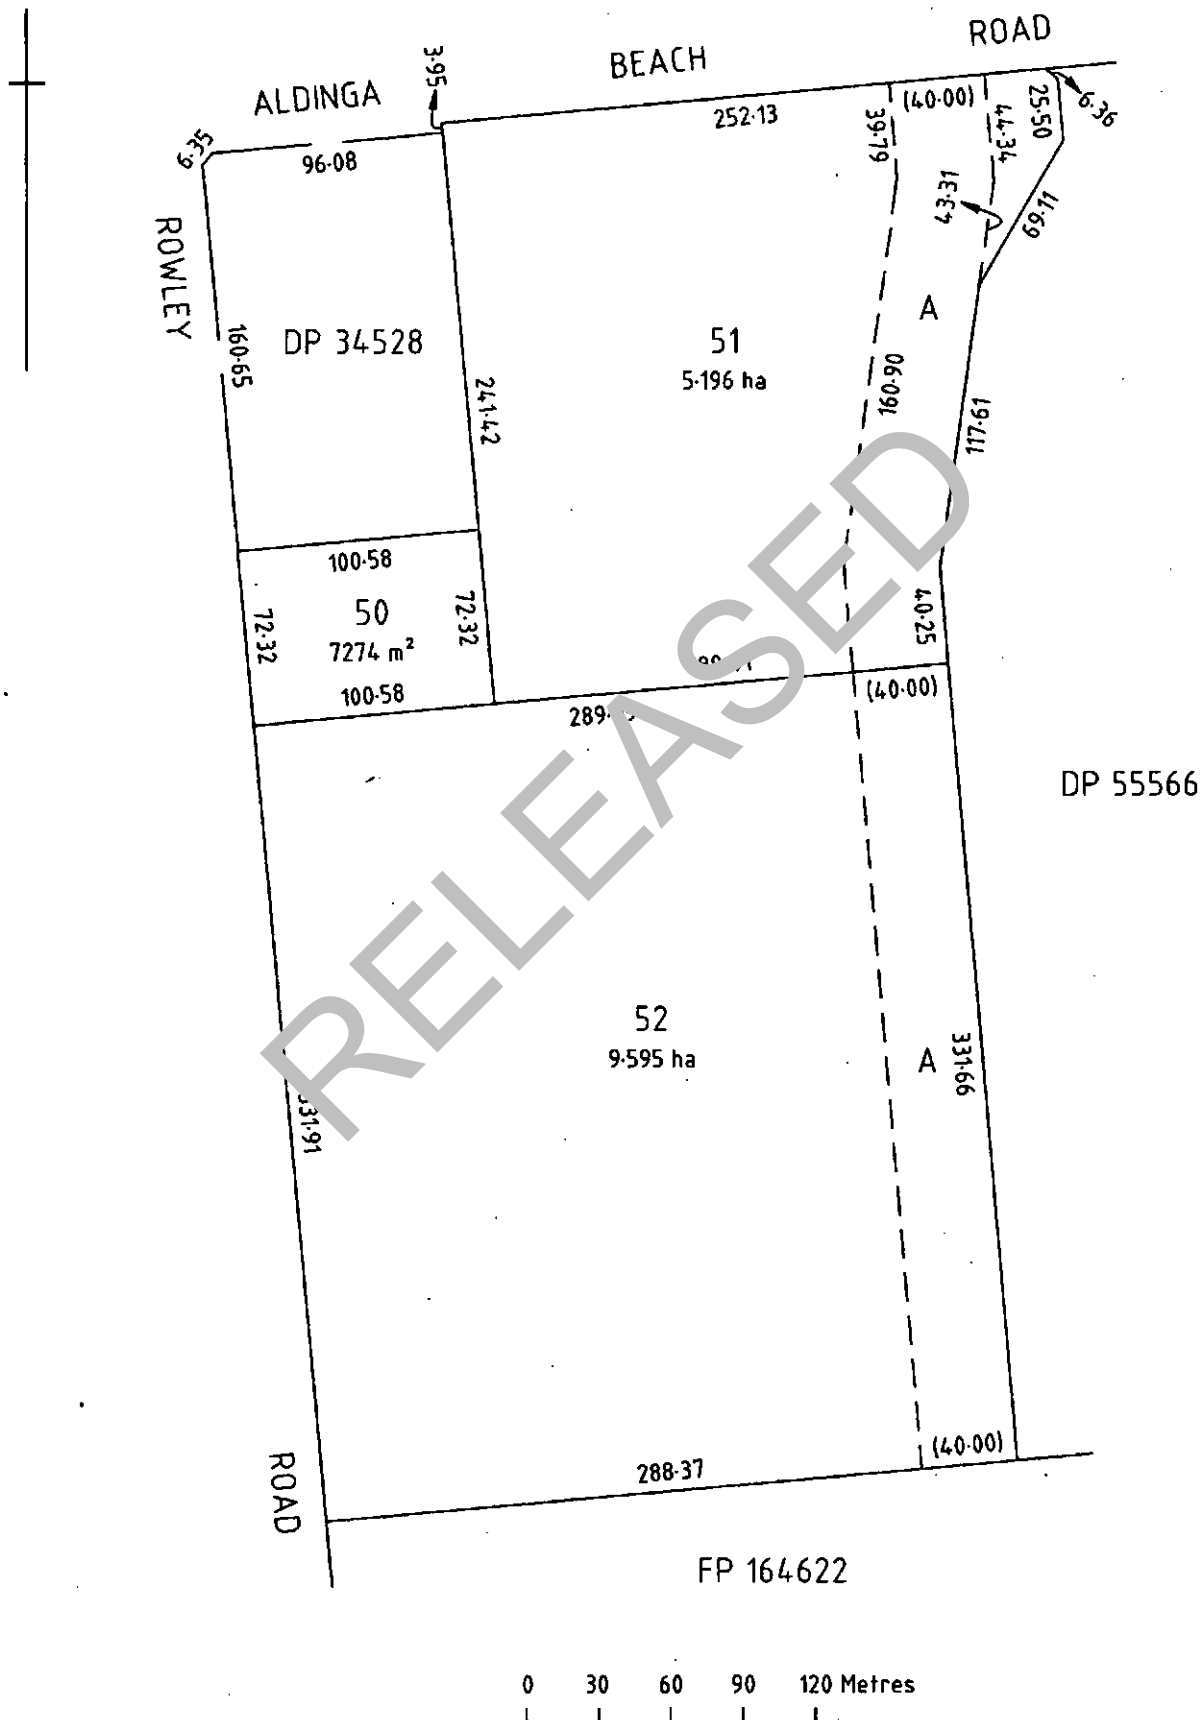 ALDINGA BEACH ROAD
3·95
6·35
96·08
252·13
(40·00)
39·79
44·34
25·50
6·36
43·31
69·11
ROWLEY
160·65
DP 34528
241·42
51
5·196 ha
A
160·90
117·61
100·58
50
7274 m²
72·32
72·32
100·58
40·25
(40·00)
DP 55566
RELEASED
52
9·595 ha
A
331·66
331·91
ROAD
288·37
(40·00)
FP 164622
0 30 60 90 120 Metres